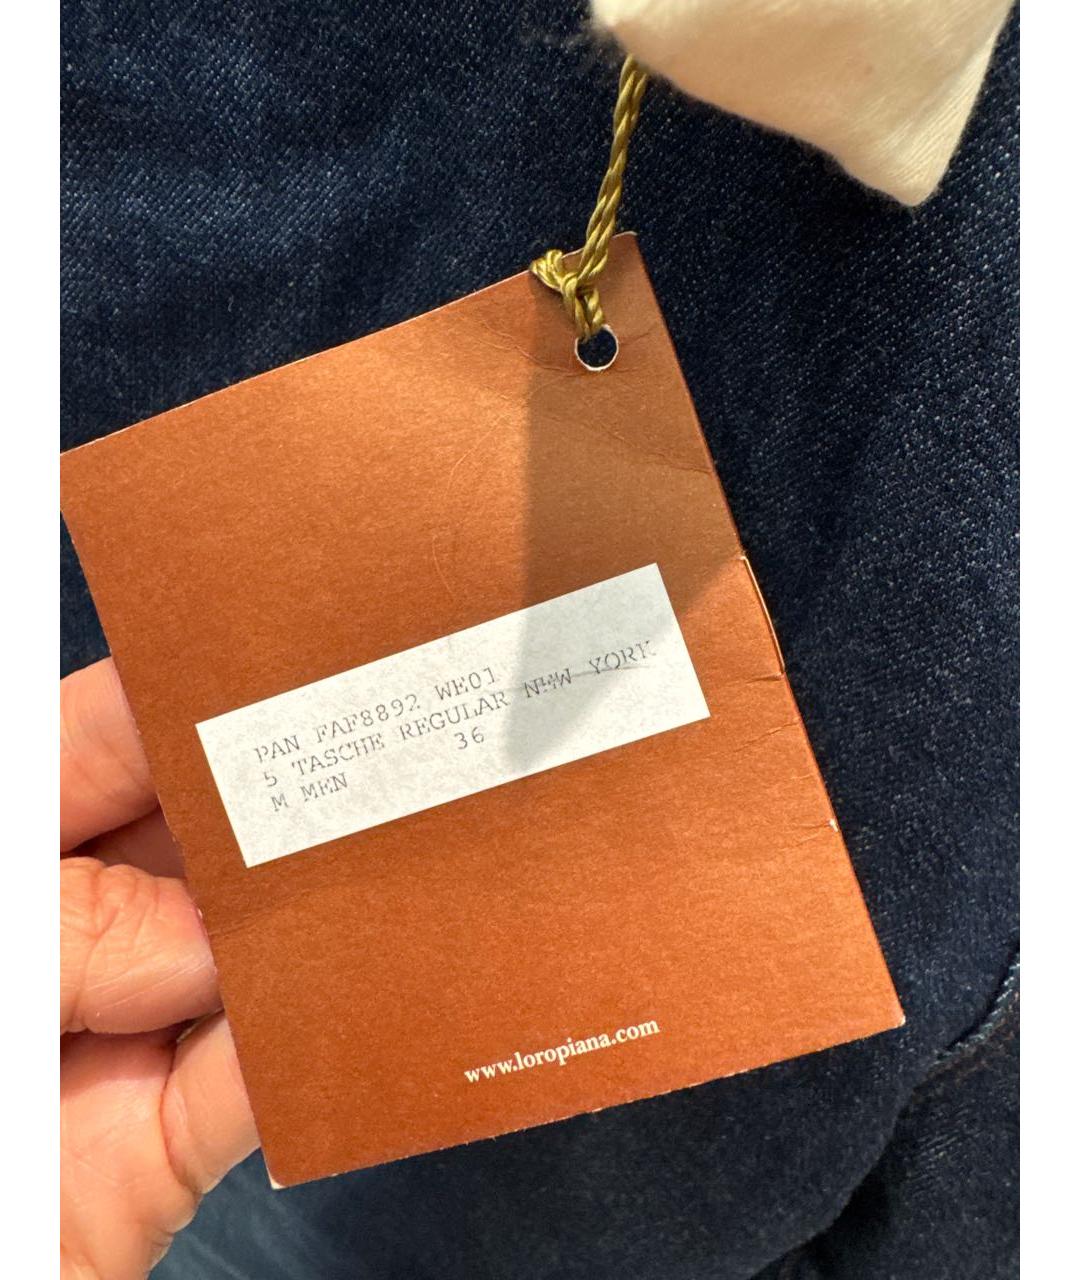 PAN FAF8892 WE01
5 TASCHE REGULAR NEW YORK
M MEN 36
www.loropiana.com